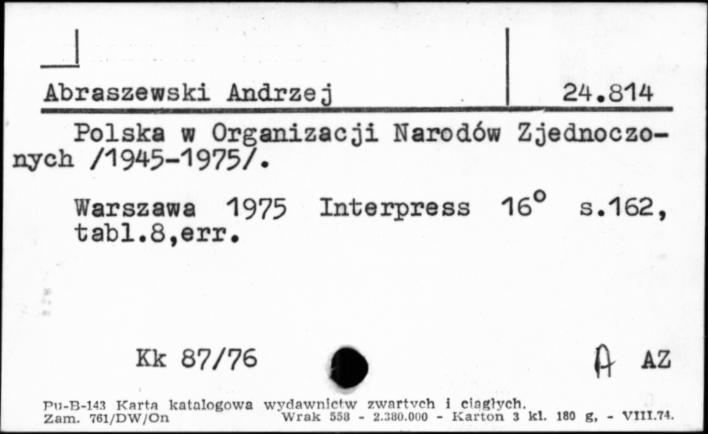 Abraszewski Andrzej 24.814
Polska w Organizacji Narodów Zjednoczo-
nych /1945-1975/.
Warszawa 1975 Interpress 16° s.162,
tabl.8,err.
Kk 87/76 A AZ
Pu-B-143 Karta katalogowa wydawnictw zwartych i ciągłych.
Zam. 761/DW/On Wrak 558 - 2.380.000 - Karton 3 kl. 180 g, - VIII.74.